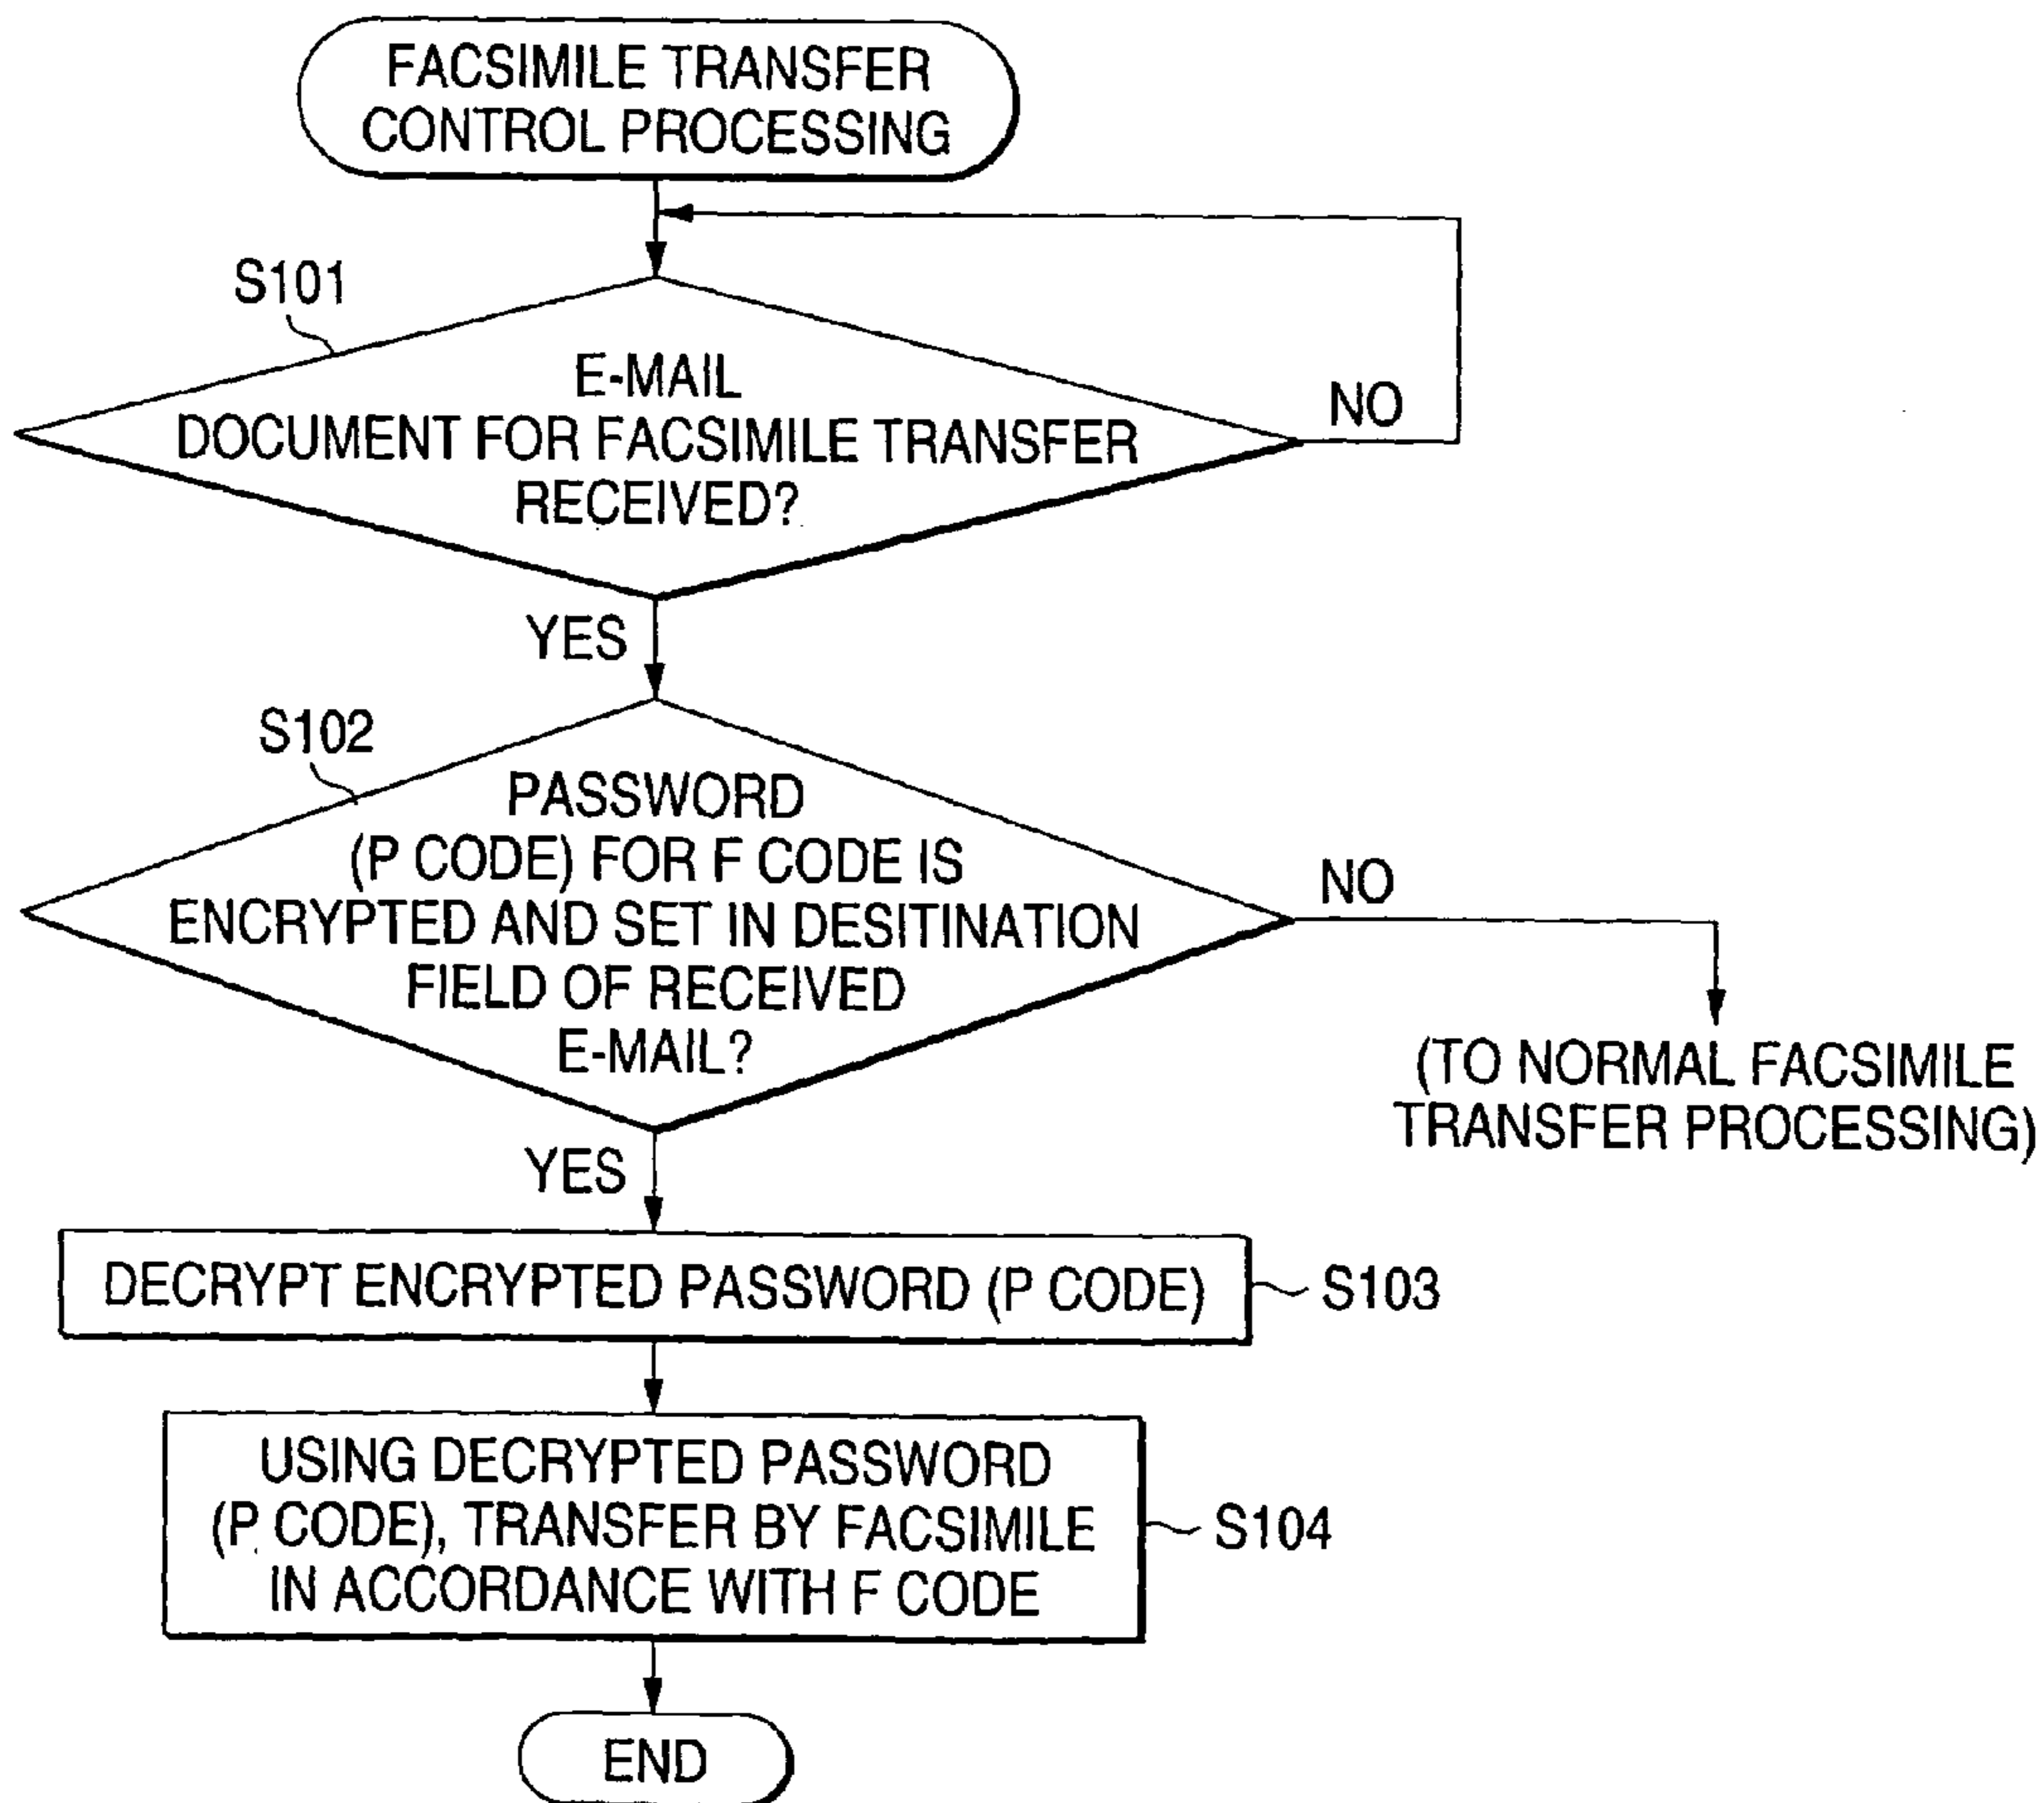 FACSIMILE TRANSFER
CONTROL PROCESSING
S101
E-MAIL
DOCUMENT FOR FACSIMILE TRANSFER
RECEIVED?
NO
YES
S102
PASSWORD
(P CODE) FOR F CODE IS
ENCRYPTED AND SET IN DESITINATION
FIELD OF RECEIVED
E-MAIL?
NO
(TO NORMAL FACSIMILE
TRANSFER PROCESSING)
YES
DECRYPT ENCRYPTED PASSWORD (P CODE)
S103
USING DECRYPTED PASSWORD
(P CODE), TRANSFER BY FACSIMILE
IN ACCORDANCE WITH F CODE
S104
END